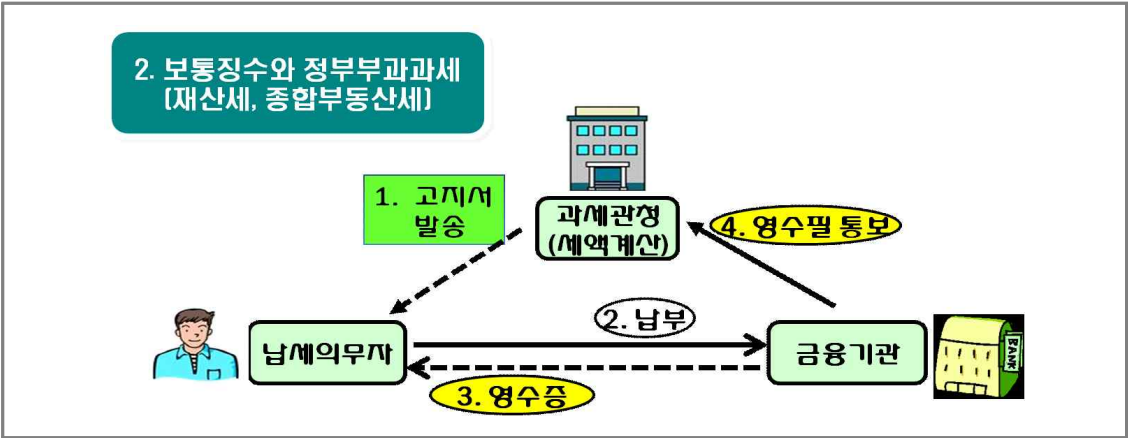 2. 보통징수와 정부부과과세
(재산세, 종합부동산세)
1. 고지서
발송
과세관청
(세액계산)
4. 영수필 통보
2. 납부
납세의무자
금융기관
BANK
3. 영수증